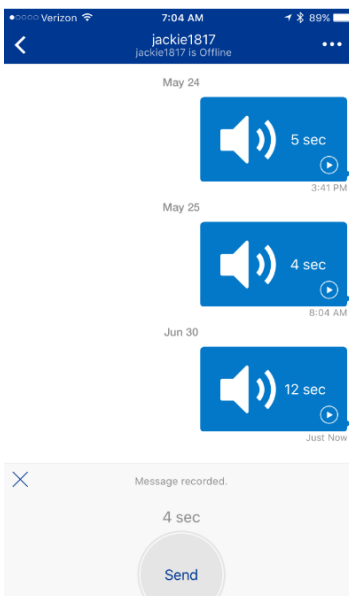 Verizon 7:04 AM 89%
jackie1817
jackie1817 is Offline
May 24
5 sec
3:41 PM
May 25
4 sec
8:04 AM
Jun 30
12 sec
Just Now
Message recorded.
4 sec
Send